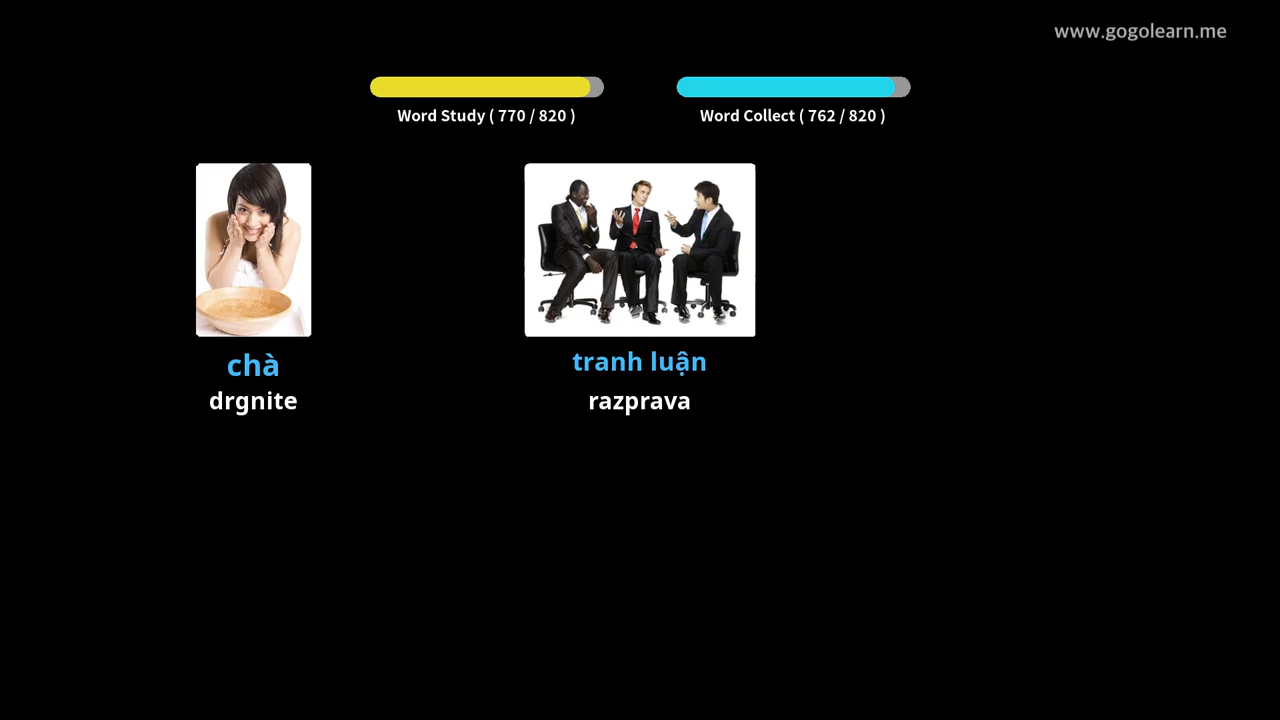 www.gogolearn.me
Word Study ( 770 / 820 )
Word Collect ( 762 / 820 )
chà
drgnite
tranh luận
razprava